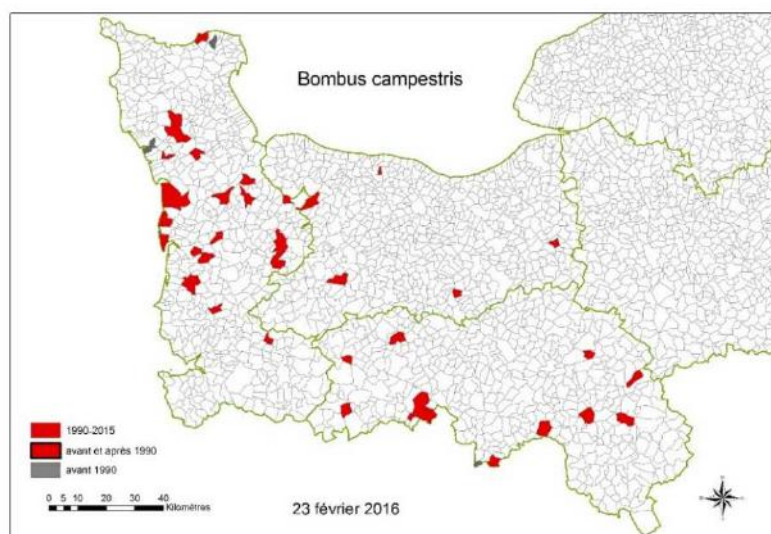 Bombus campestris
1990-2015
avant et après 1990
avant 1990
0 5 10 20 30 40
Kilomètres
23 février 2016